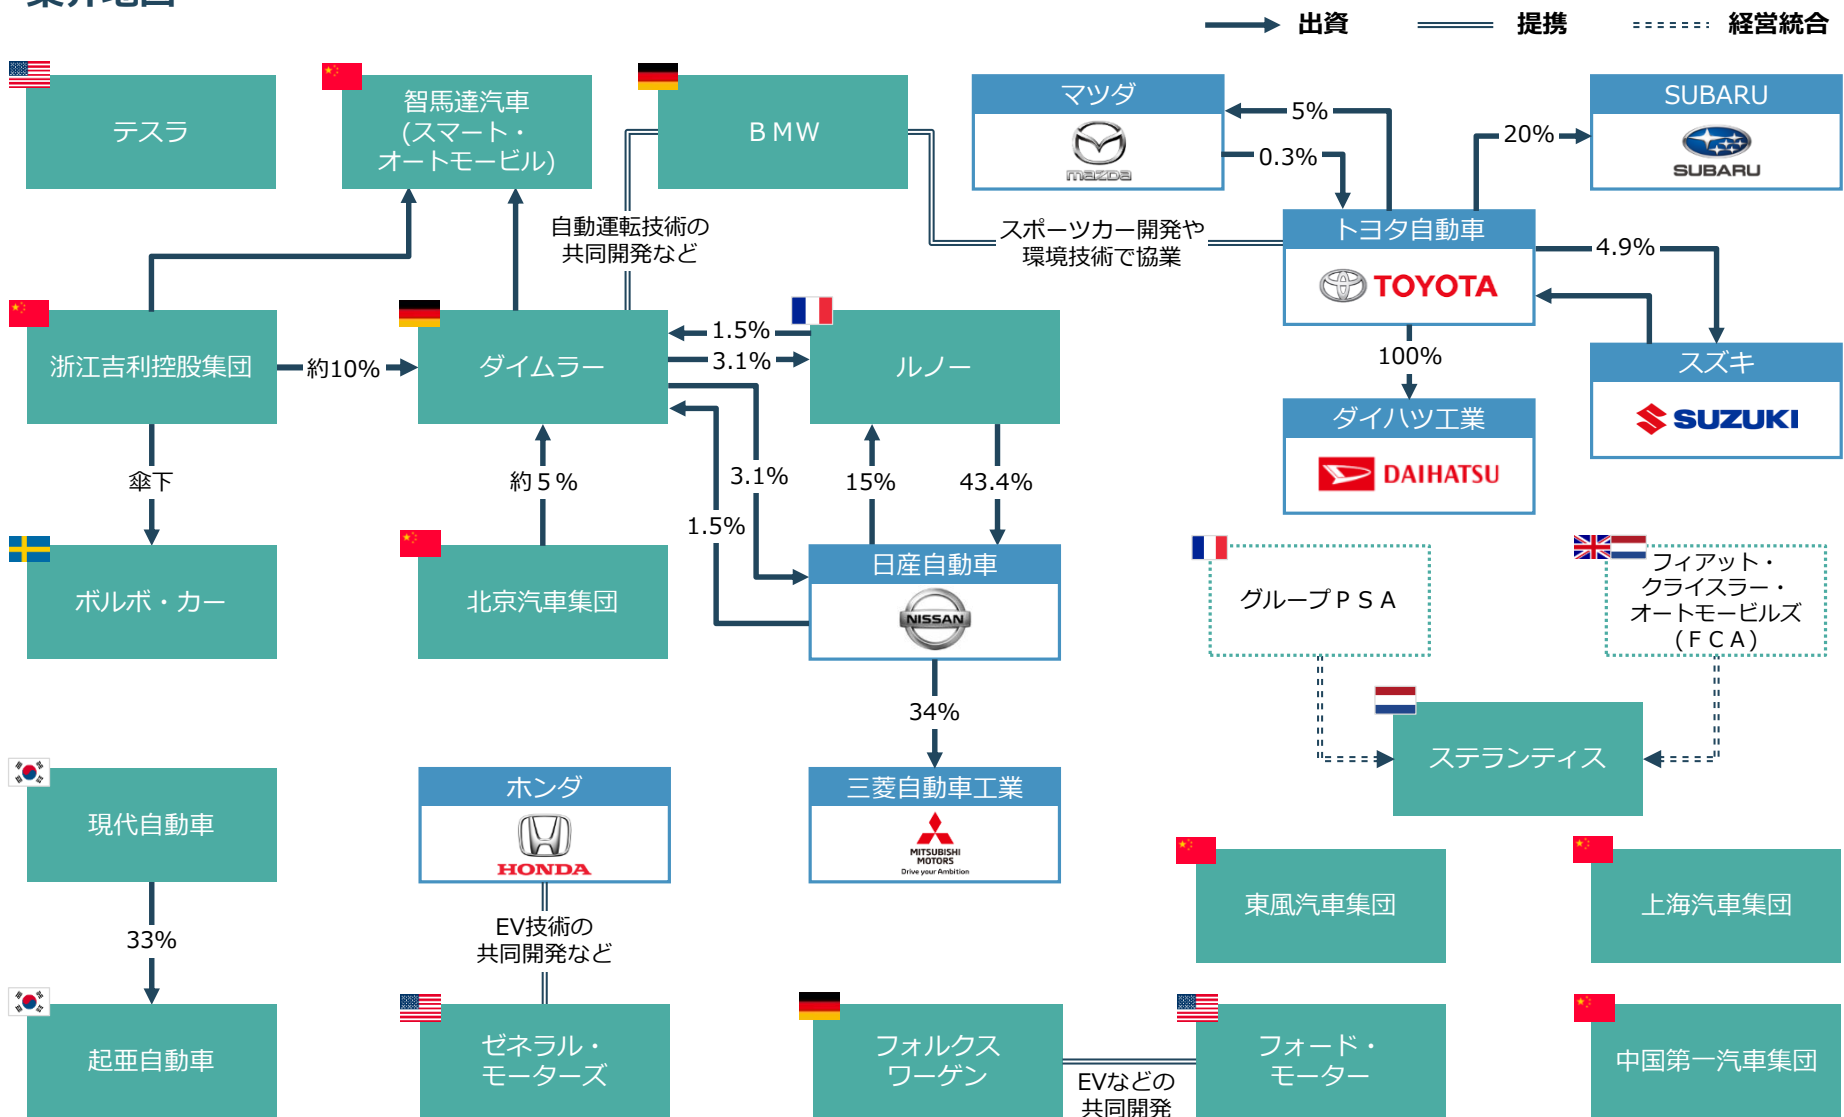 業界地図
出資
提携
経営統合
テスラ
智馬達汽車
(スマート・
オートモービル)
ＢＭＷ
マツダ
mazda
5%
0.3%
20%
SUBARU
SUBARU
自動運転技術の
共同開発など
スポーツカー開発や
環境技術で協業
トヨタ自動車
TOYOTA
4.9%
浙江吉利控股集団
約10%
ダイムラー
1.5%
3.1%
ルノー
100%
スズキ
SUZUKI
ダイハツ工業
DAIHATSU
傘下
約５%
3.1%
1.5%
15%
43.4%
ボルボ・カー
北京汽車集団
日産自動車
NISSAN
グループＰＳＡ
フィアット・
クライスラー・
オートモービルズ
(ＦＣＡ)
34%
ステランティス
現代自動車
ホンダ
HONDA
三菱自動車工業
MITSUBISHI
MOTORS
Drive your Ambition
33%
EV技術の
共同開発など
東風汽車集団
上海汽車集団
起亜自動車
ゼネラル・
モーターズ
フォルクス
ワーゲン
EVなどの
共同開発
フォード・
モーター
中国第一汽車集団